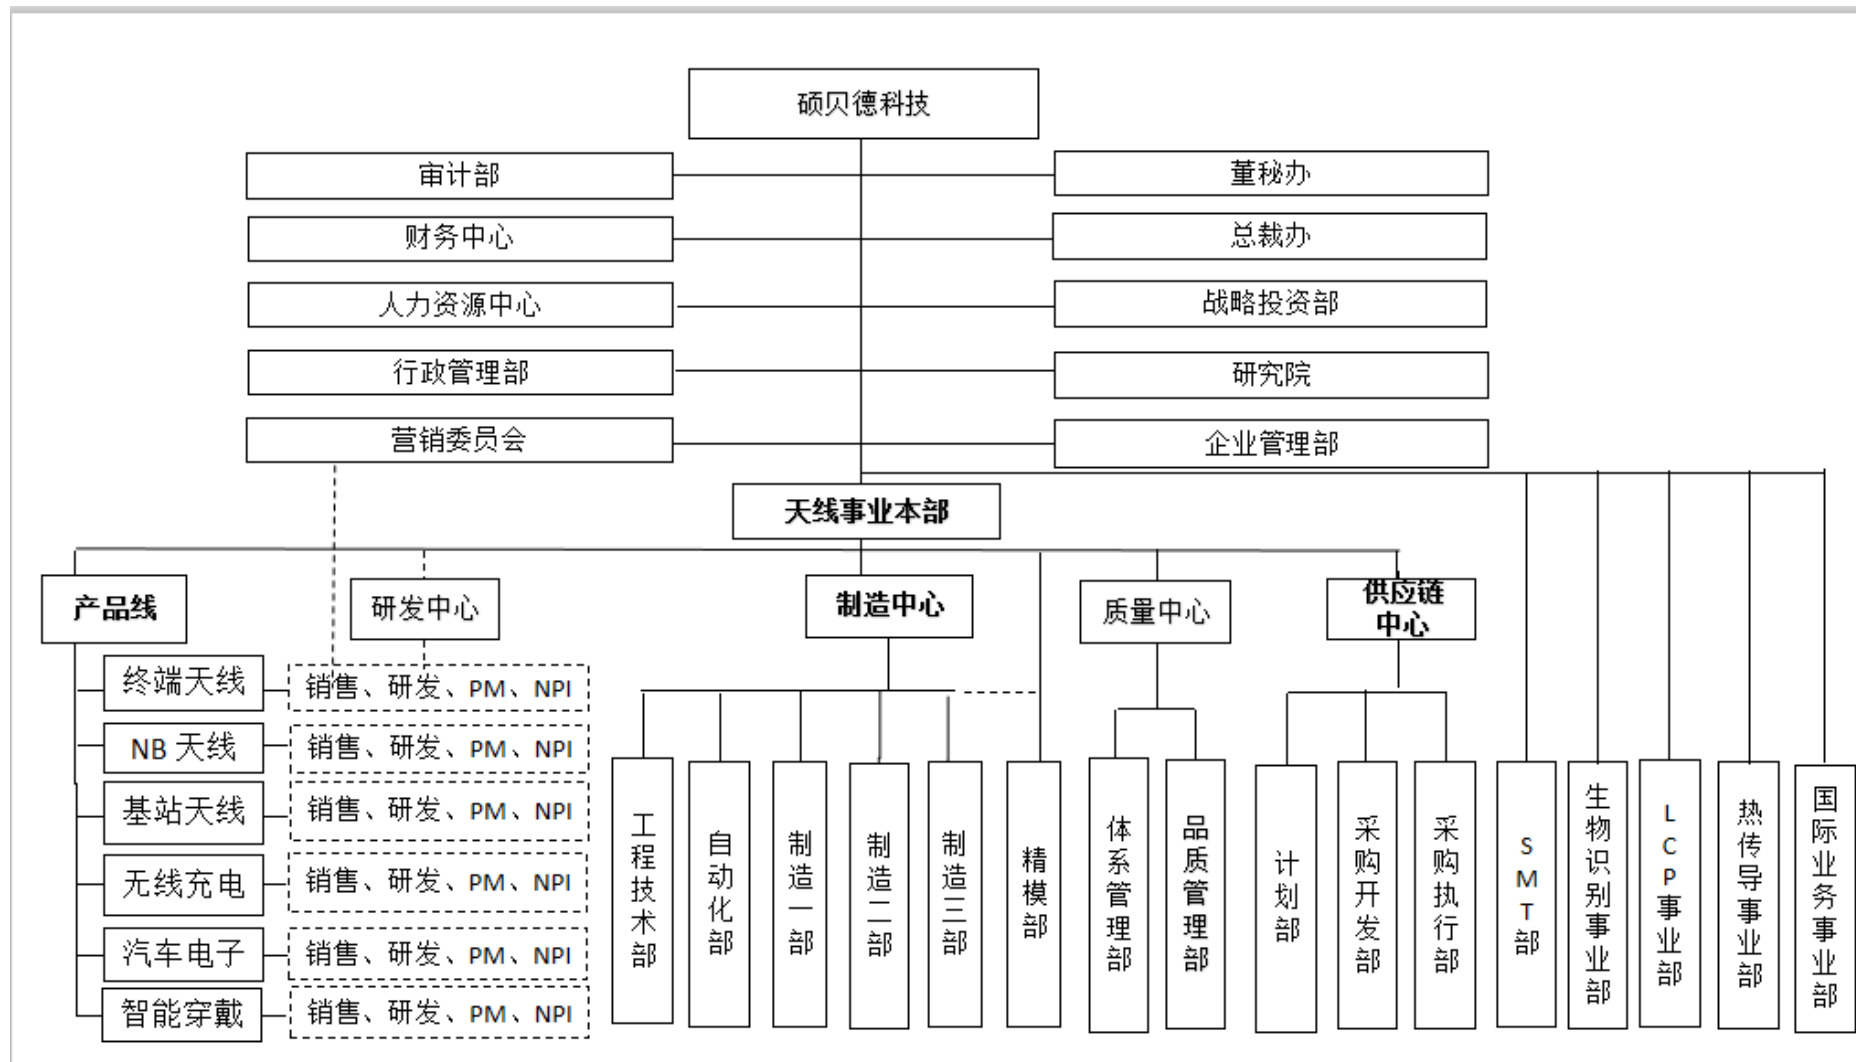 硕贝德科技
审计部
董秘办
财务中心
总裁办
人力资源中心
战略投资部
行政管理部
研究院
营销委员会
企业管理部
天线事业本部
产品线
研发中心
制造中心
质量中心
供应链
中心
终端天线
销售、研发、PM、NPI
NB 天线
销售、研发、PM、NPI
基站天线
销售、研发、PM、NPI
无线充电
销售、研发、PM、NPI
汽车电子
销售、研发、PM、NPI
智能穿戴
销售、研发、PM、NPI
工程技术部
自动化部
制造一部
制造二部
制造三部
精模部
体系管理部
品质管理部
计划部
采购开发部
采购执行部
SMT部
生物识别事业部
LCP事业部
热传导事业部
国际业务事业部